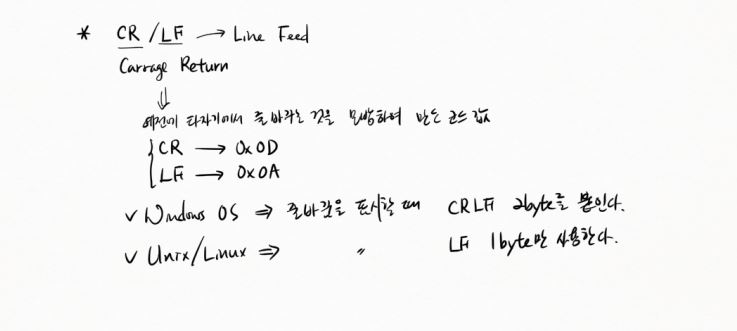 * CR / LF → Line Feed
Carrage Return
⇓
예전에 타자기에서 줄 바꾸는 것을 모방하여 만든 코드 값
CR → 0x0D
LF → 0x0A
✓ Windows OS ⇒ 줄바꿈을 표시할 때 CRLF 2byte를 붙인다.
✓ Unix/Linux ⇒ 〃 LF 1byte만 사용한다.